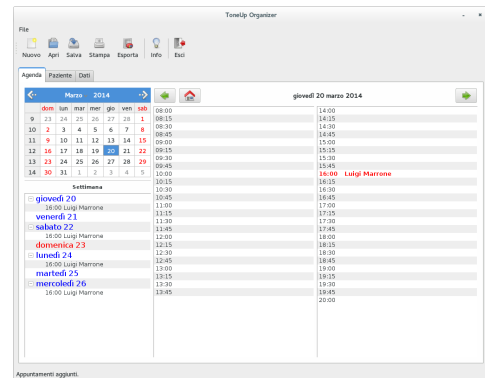 ToneUp Organizer
File
Nuovo Apri Salva Stampa Esporta Info Esci
Agenda Paziente Dati
Marzo 2014
giovedì 20 marzo 2014
dom lun mar mer gio ven sab
9 23 24 25 26 27 28 1
10 2 3 4 5 6 7 8
11 9 10 11 12 13 14 15
12 16 17 18 19 20 21 22
13 23 24 25 26 27 28 29
14 30 31 1 2 3 4 5
Settimana
giovedì 20
16:00 Luigi Marrone
venerdì 21
sabato 22
16:00 Luigi Marrone
domenica 23
lunedì 24
16:00 Luigi Marrone
martedì 25
mercoledì 26
16:00 Luigi Marrone
08:00
08:15
08:30
08:45
09:00
09:15
09:30
09:45
10:00
10:15
10:30
10:45
11:00
11:15
11:30
11:45
12:00
12:15
12:30
12:45
13:00
13:15
13:30
13:45
14:00
14:15
14:30
14:45
15:00
15:15
15:30
15:45
16:00 Luigi Marrone
16:15
16:30
16:45
17:00
17:15
17:30
17:45
18:00
18:15
18:30
18:45
19:00
19:15
19:30
19:45
20:00
Appuntamenti aggiunti.